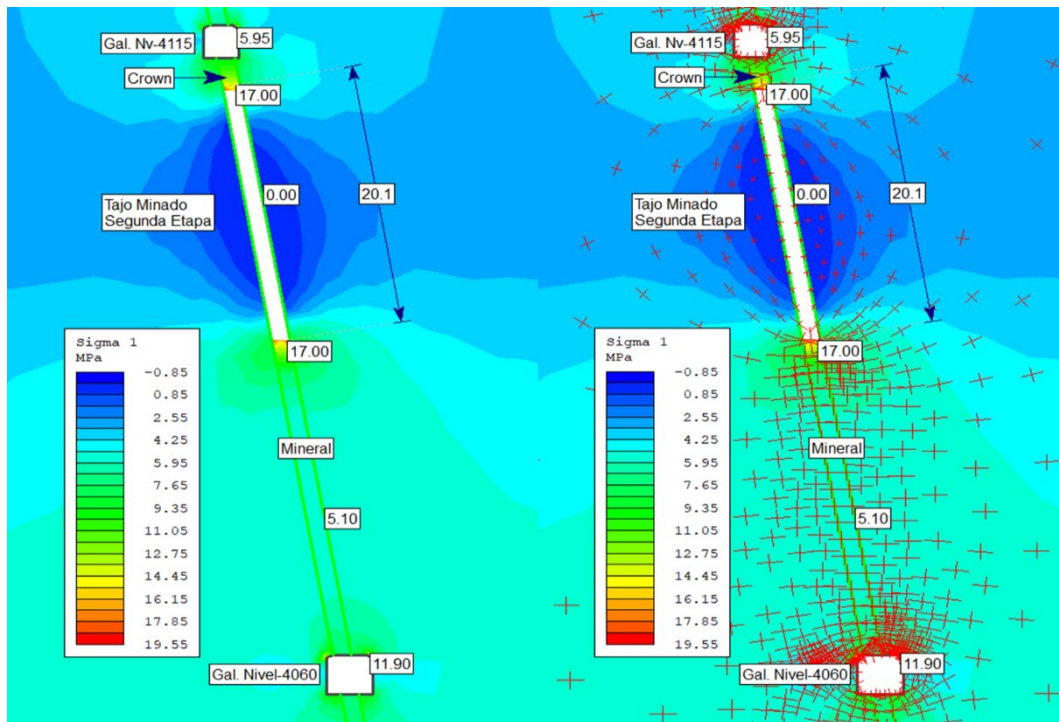 Gal. Nv-4115
5.95
Crown
17.00
0.00
20.1
Tajo Minado
Segunda Etapa
17.00
Sigma 1
MPa
-0.85
0.85
2.55
4.25
5.95
7.65
9.35
11.05
12.75
14.45
16.15
17.85
19.55
Mineral
5.10
Gal. Nivel-4060
11.90
Gal. Nv-4115
5.95
Crown
17.00
0.00
20.1
Tajo Minado
Segunda Etapa
17.00
Sigma 1
MPa
-0.85
0.85
2.55
4.25
5.95
7.65
9.35
11.05
12.75
14.45
16.15
17.85
19.55
Mineral
5.10
Gal. Nivel-4060
11.90